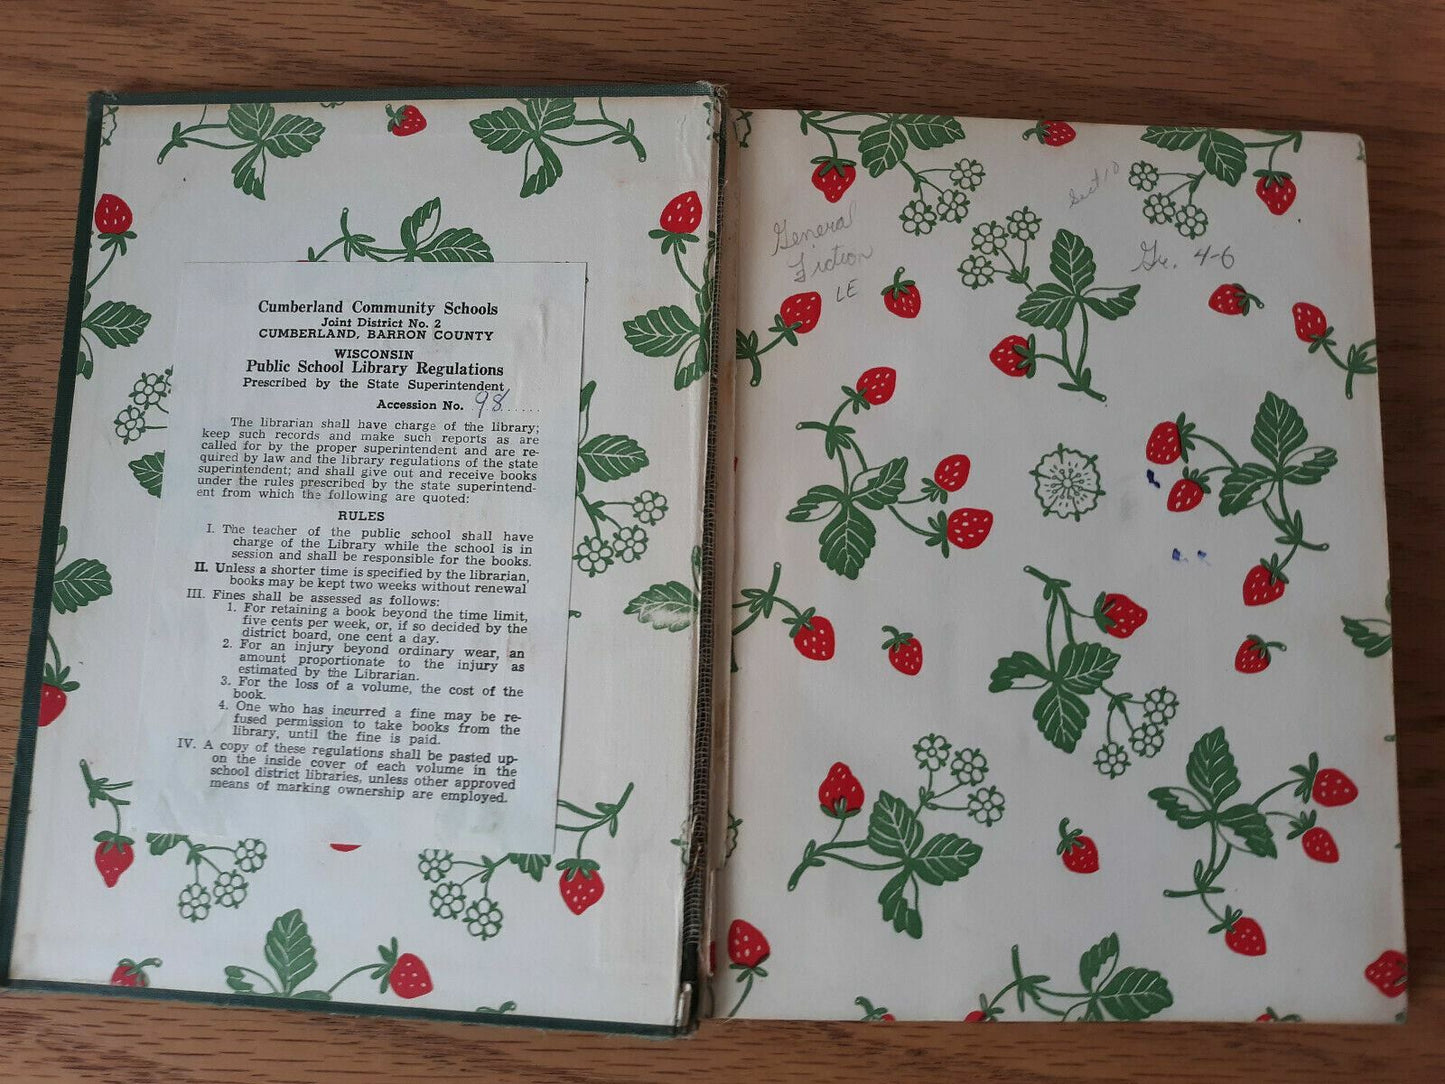 Cumberland Community Schools
Joint District No. 2
CUMBERLAND, BARRON COUNTY
WISCONSIN
Public School Library Regulations
Prescribed by the State Superintendent
Accession No. 98.....
The librarian shall have charge of the library;
keep such records and make such reports as are
called for by the proper superintendent and are re-
quired by law and the library regulations of the state
superintendent; and shall give out and receive books
under the rules prescribed by the state superintend-
ent from which the following are quoted:
RULES
I. The teacher of the public school shall have
charge of the Library while the school is in
session and shall be responsible for the books.
II. Unless a shorter time is specified by the librarian,
books may be kept two weeks without renewal
III. Fines shall be assessed as follows:
1. For retaining a book beyond the time limit,
five cents per week, or, if so decided by the
district board, one cent a day.
2. For an injury beyond ordinary wear, an
amount proportionate to the injury as
estimated by the Librarian.
3. For the loss of a volume, the cost of the
book.
4. One who has incurred a fine may be re-
fused permission to take books from the
library, until the fine is paid.
IV. A copy of these regulations shall be pasted up-
on the inside cover of each volume in the
school district libraries, unless other approved
means of marking ownership are employed.
General
Fiction
LE
Sect 10
Gr. 4-6